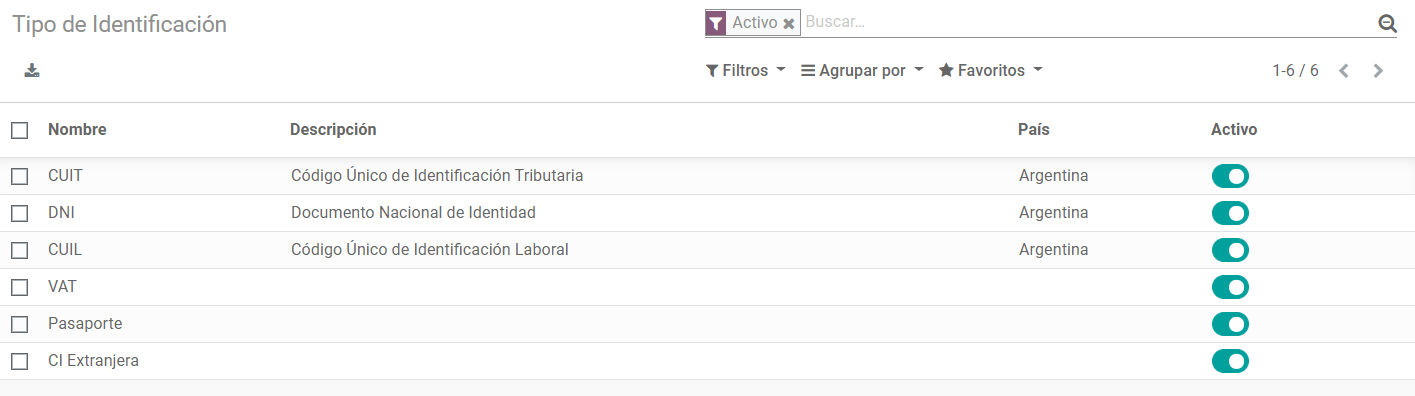 Tipo de Identificación
Activo Buscar...
Filtros Agrupar por Favoritos 1-6 / 6
Nombre Descripción País Activo
CUIT Código Único de Identificación Tributaria Argentina
DNI Documento Nacional de Identidad Argentina
CUIL Código Único de Identificación Laboral Argentina
VAT
Pasaporte
CI Extranjera